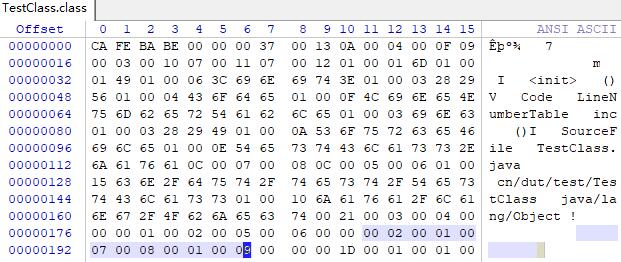 TestClass.class
Offset 0 1 2 3 4 5 6 7 8 9 10 11 12 13 14 15 ANSI ASCII
00000000 CA FE BA BE 00 00 00 37 00 13 0A 00 04 00 0F 09 Êþº¾ 7
00000016 00 03 00 10 07 00 11 07 00 12 01 00 01 6D 01 00 m
00000032 01 49 01 00 06 3C 69 6E 69 74 3E 01 00 03 28 29 I <init> ()
00000048 56 01 00 04 43 6F 64 65 01 00 0F 4C 69 6E 65 4E V Code LineN
00000064 75 6D 62 65 72 54 61 62 6C 65 01 00 03 69 6E 63 umberTable inc
00000080 01 00 03 28 29 49 01 00 0A 53 6F 75 72 63 65 46 ()I SourceF
00000096 69 6C 65 01 00 0E 54 65 73 74 43 6C 61 73 73 2E ile TestClass.
00000112 6A 61 76 61 0C 00 07 00 08 0C 00 05 00 06 01 00 java
00000128 15 63 6E 2F 64 75 74 2F 74 65 73 74 2F 54 65 73 cn/dut/test/Tes
00000144 74 43 6C 61 73 73 01 00 10 6A 61 76 61 2F 6C 61 tClass java/la
00000160 6E 67 2F 4F 62 6A 65 63 74 00 21 00 03 00 04 00 ng/Object !
00000176 00 00 01 00 02 00 05 00 06 00 00 00 02 00 01 00
00000192 07 00 08 00 01 00 09 00 00 00 1D 00 01 00 01 00